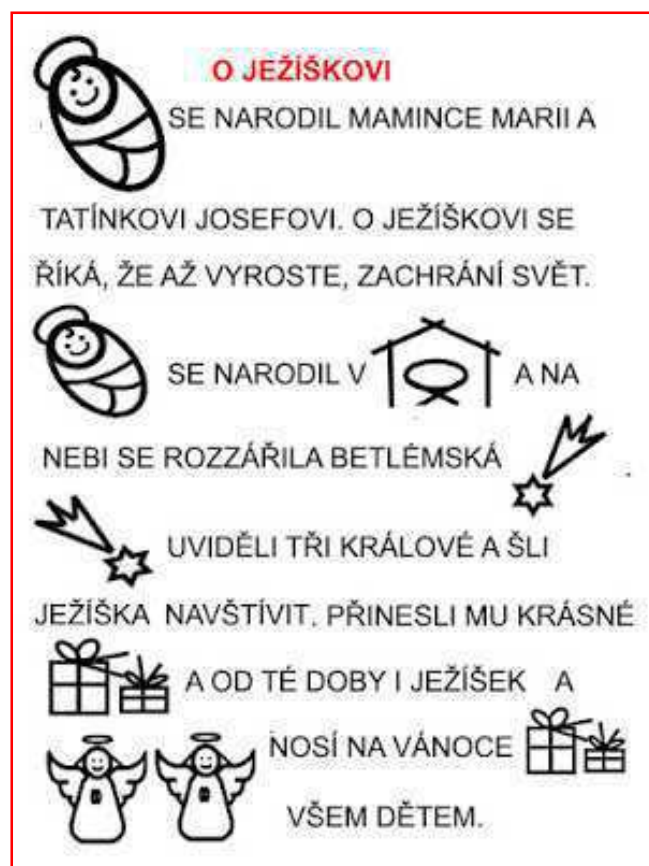 O JEŽÍŠKOVI
SE NARODIL MAMINCE MARII A
TATÍNKOVI JOSEFOVI. O JEŽÍŠKOVI SE
ŘÍKÁ, ŽE AŽ VYROSTE, ZACHRÁNÍ SVĚT.
SE NARODIL V A NA
NEBI SE ROZZÁŘILA BETLÉMSKÁ
UVIDĚLI TŘI KRÁLOVÉ A ŠLI
JEŽÍŠKA NAVŠTÍVIT. PŘINESLI MU KRÁSNÉ
A OD TÉ DOBY I JEŽÍŠEK A
NOSÍ NA VÁNOCE
VŠEM DĚTEM.